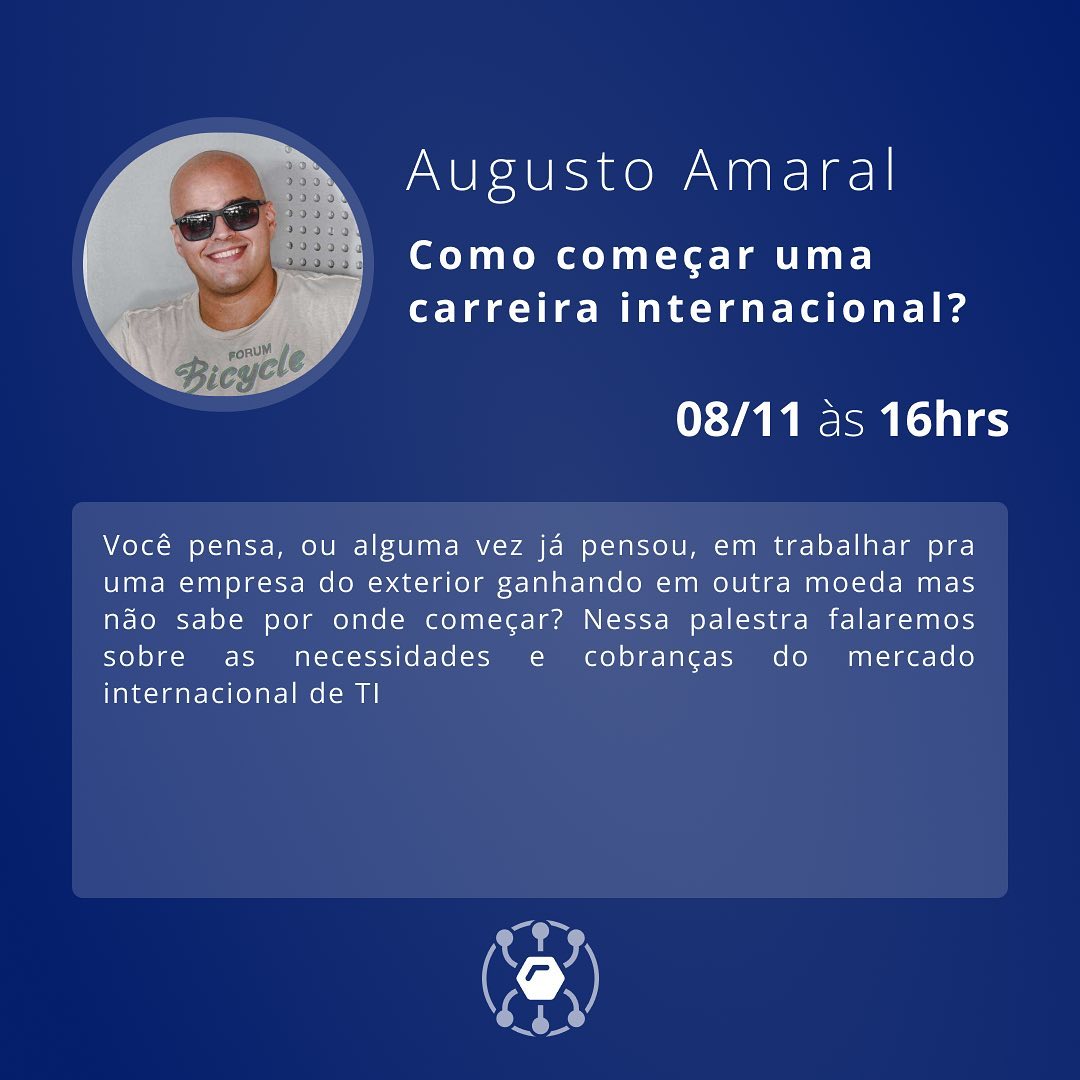 Augusto Amaral
Como começar uma
carreira internacional?
08/11 às 16hrs
FORUM
Bicycle
Você pensa, ou alguma vez já pensou, em trabalhar pra
uma empresa do exterior ganhando em outra moeda mas
não sabe por onde começar? Nessa palestra falaremos
sobre as necessidades e cobranças do mercado
internacional de TI